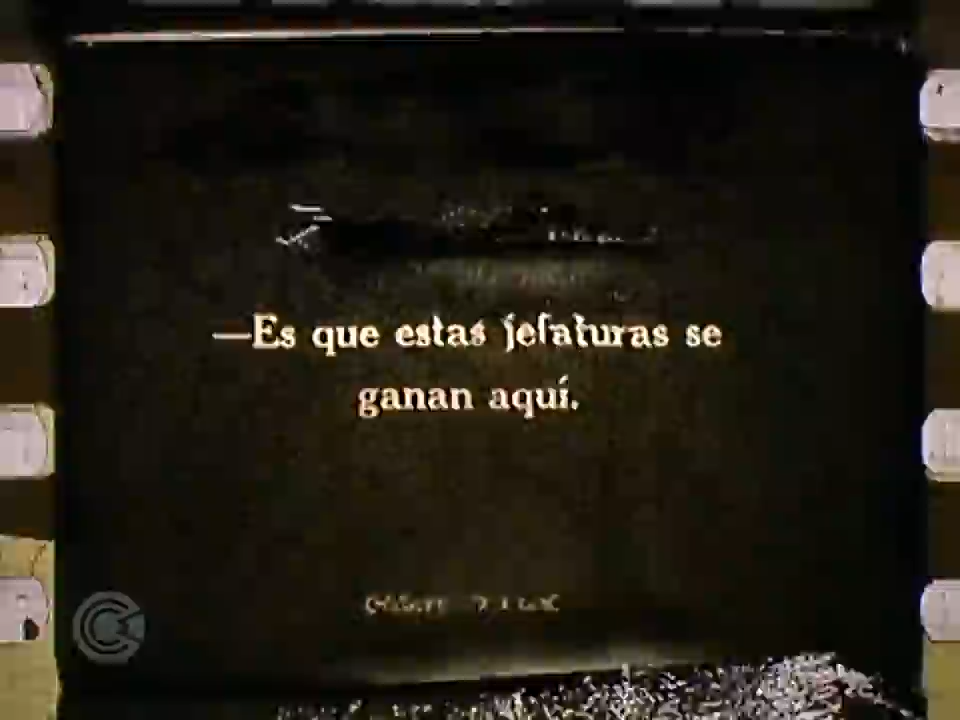 —Es que estas jefaturas se
ganan aquí.